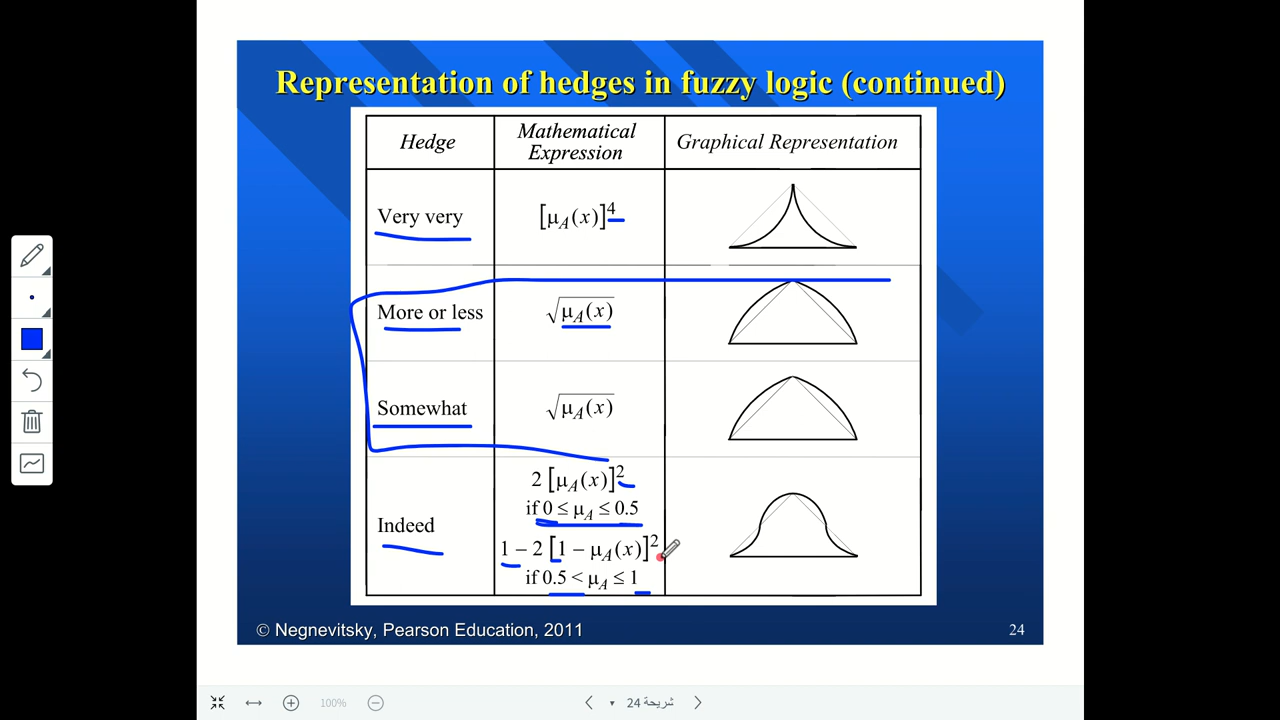 Representation of hedges in fuzzy logic (continued)
Hedge
Mathematical
Expression
Graphical Representation
Very very
[μA(x)]⁴
More or less
√μA(x)
Somewhat
√μA(x)
Indeed
2 [μA(x)]²
if 0 ≤ μA ≤ 0.5
1 − 2 [1 − μA(x)]²
if 0.5 < μA ≤ 1
© Negnevitsky, Pearson Education, 2011
24
100%
شريحة 24